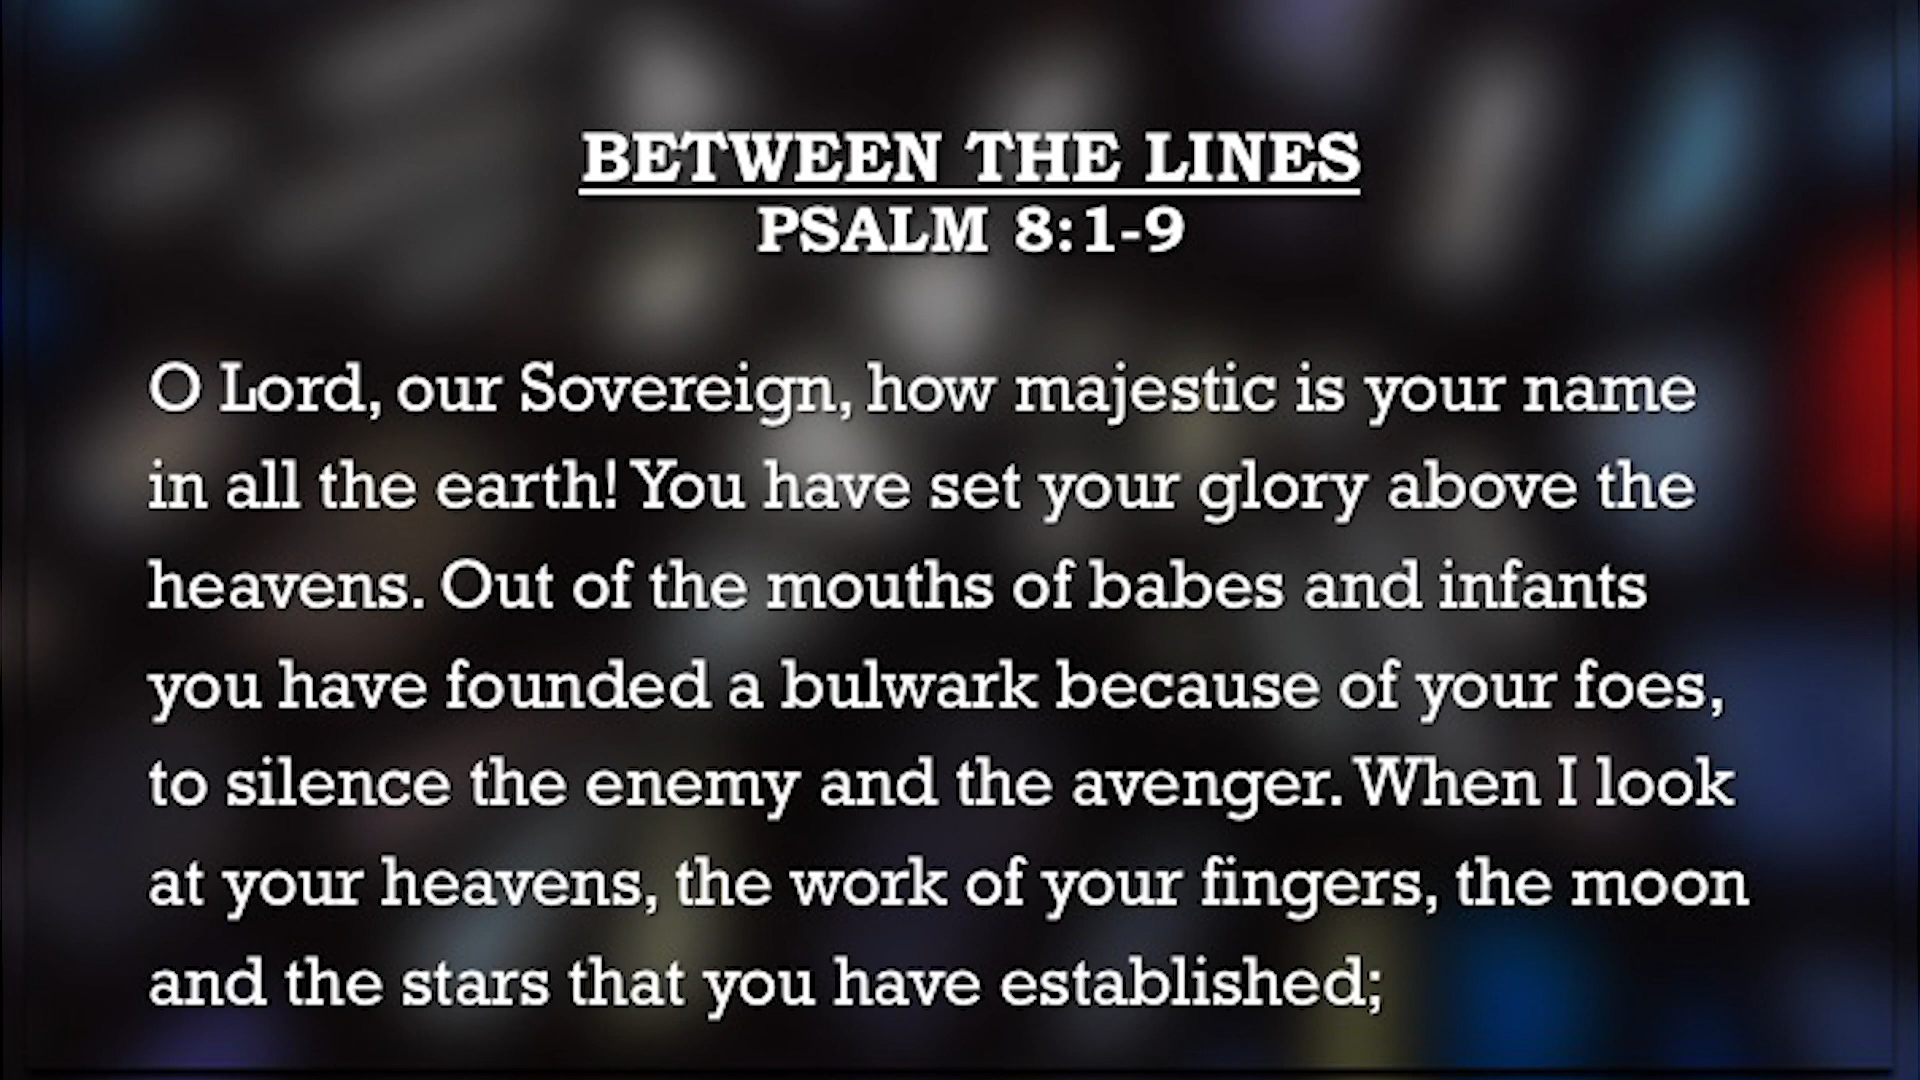 BETWEEN THE LINES
PSALM 8:1-9
O Lord, our Sovereign, how majestic is your name
in all the earth! You have set your glory above the
heavens. Out of the mouths of babes and infants
you have founded a bulwark because of your foes,
to silence the enemy and the avenger. When I look
at your heavens, the work of your fingers, the moon
and the stars that you have established;